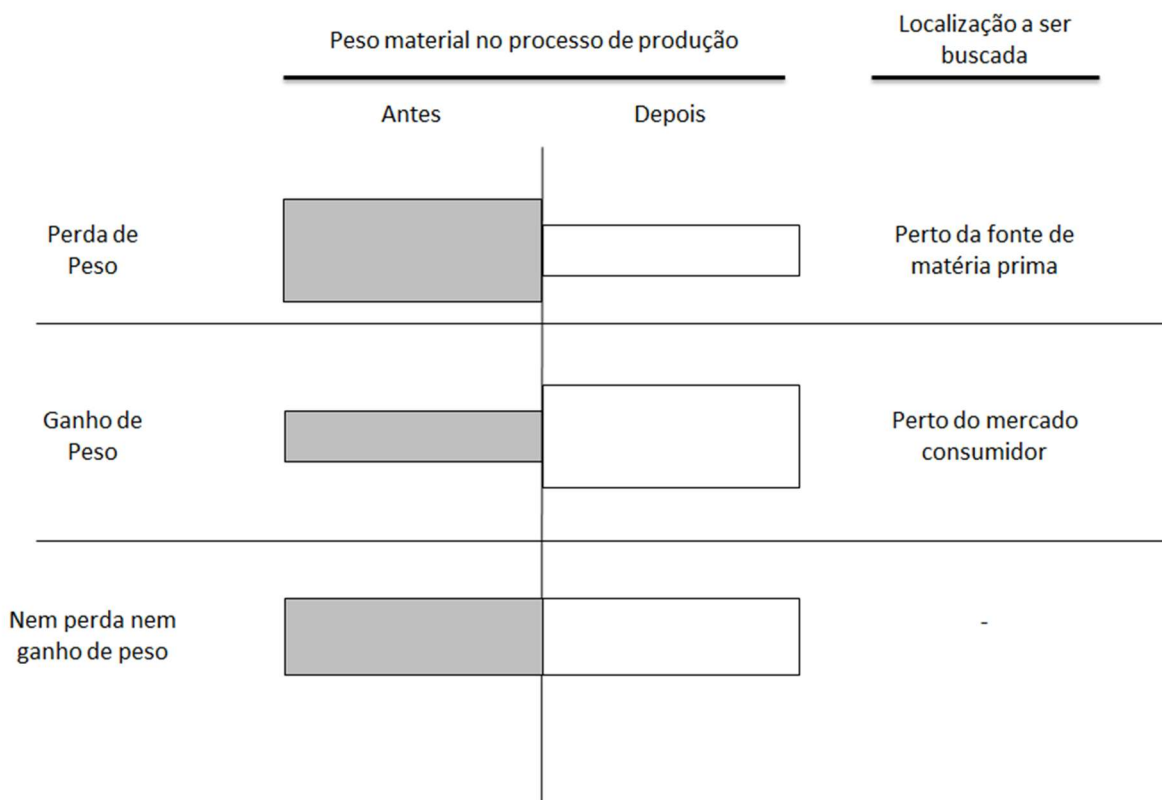 Peso material no processo de produção
Localização a ser
buscada
Antes
Depois
Perda de
Peso
Perto da fonte de
matéria prima
Ganho de
Peso
Perto do mercado
consumidor
Nem perda nem
ganho de peso
-